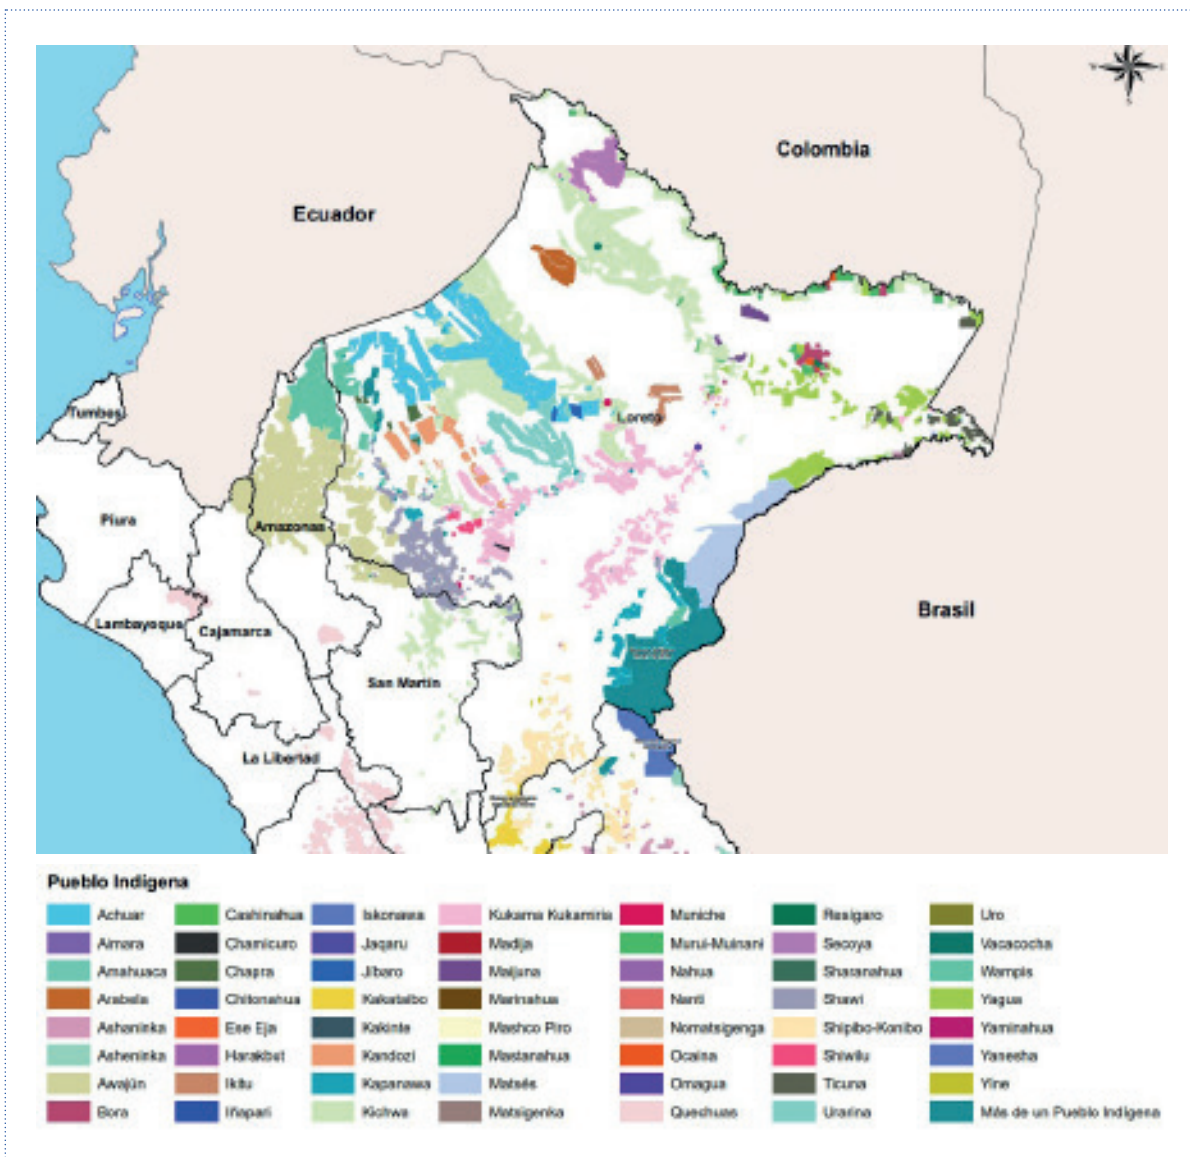 Colombia
Ecuador
Tumbes
Loreto
Piura
Amazonas
Brasil
Lambayeque
Cajamarca
San Martín
La Libertad
Pueblo Indígena
Achuar
Aimara
Amahuaca
Arabela
Ashaninka
Asheninka
Awajún
Bora
Cashinahua
Chamicuro
Chapra
Chitonahua
Ese Eja
Harakbut
Ikitu
Iñapari
Iskonawa
Jaqaru
Jíbaro
Kakataibo
Kakinte
Kandozi
Kapanawa
Kichwa
Kukama Kukamiria
Madija
Maijuna
Marinahua
Mashco Piro
Mastanahua
Matsés
Matsigenka
Muniche
Murui-Muinani
Nahua
Nanti
Nomatsigenga
Ocaina
Omagua
Quechuas
Resígaro
Secoya
Sharanahua
Shawi
Shipibo-Konibo
Shiwilu
Ticuna
Urarina
Uro
Vacacocha
Wampis
Yagua
Yaminahua
Yanesha
Yine
Más de un Pueblo Indígena